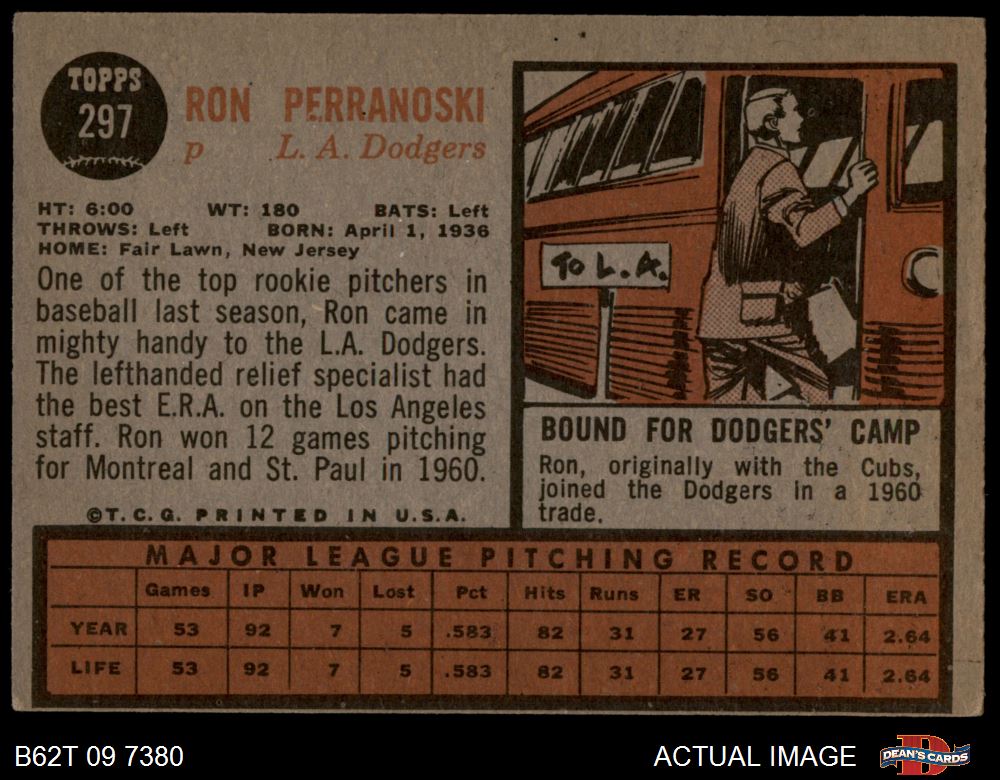 TOPPS
297
RON PERRANOSKI
p L. A. Dodgers
HT: 6:00 WT: 180 BATS: Left
THROWS: Left BORN: April 1, 1936
HOME: Fair Lawn, New Jersey
One of the top rookie pitchers in
baseball last season, Ron came in
mighty handy to the L.A. Dodgers.
The lefthanded relief specialist had
the best E.R.A. on the Los Angeles
staff. Ron won 12 games pitching
for Montreal and St. Paul in 1960.
©T.C.G. PRINTED IN U.S.A.
To L.A.
BOUND FOR DODGERS' CAMP
Ron, originally with the Cubs,
joined the Dodgers in a 1960
trade.
MAJOR LEAGUE PITCHING RECORD
Games IP Won Lost Pct Hits Runs ER SO BB ERA
YEAR 53 92 7 5 .583 82 31 27 56 41 2.64
LIFE 53 92 7 5 .583 82 31 27 56 41 2.64
B62T 09 7380 ACTUAL IMAGE DEAN'S CARDS